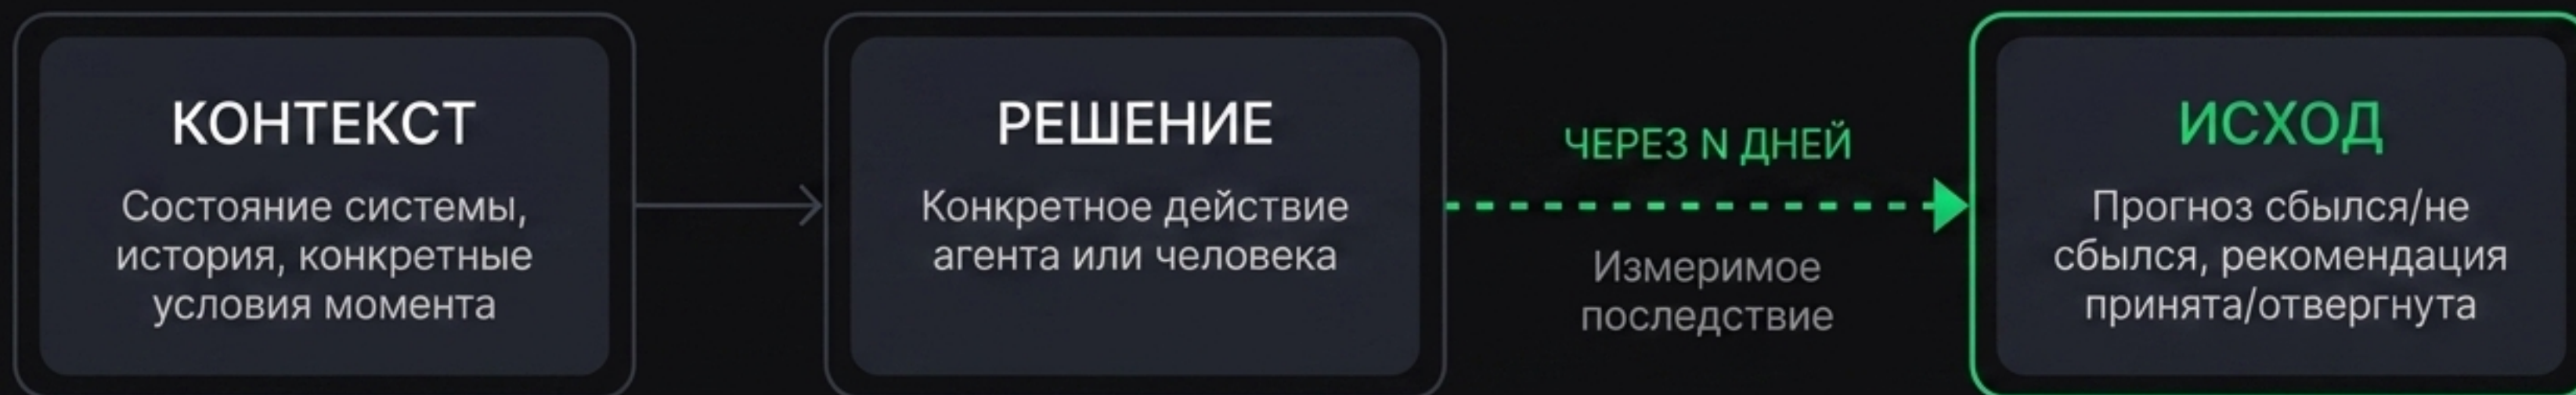 КОНТЕКСТ
Состояние системы,
история, конкретные
условия момента
РЕШЕНИЕ
Конкретное действие
агента или человека
ЧЕРЕЗ N ДНЕЙ
Измеримое
последствие
ИСХОД
Прогноз сбылся/не
сбылся, рекомендация
принята/отвергнута